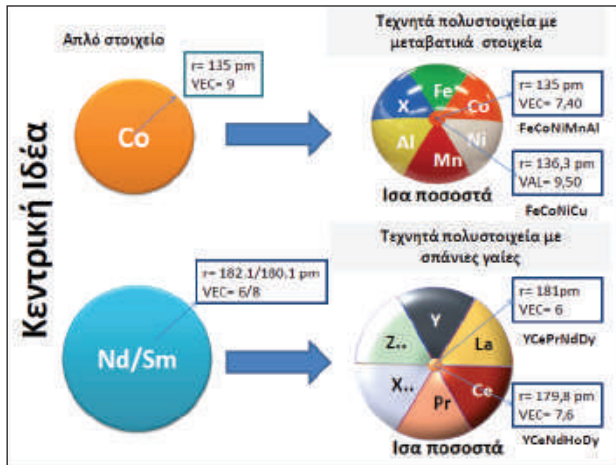 Κεντρική Ιδέα
Απλό στοιχείο
r= 135 pm
VEC= 9
Co
Τεχνητά πολυστοιχεία με
μεταβατικά στοιχεία
Fe
X
Co
Al
Ni
Mn
r= 135 pm
VEC= 7,40
FeCoNiMnAl
r= 136,3 pm
VAL= 9,50
FeCoNiCu
Ισα ποσοστά
r= 182.1/180.1 pm
VEC= 6/8
Nd/Sm
Τεχνητά πολυστοιχεία με
σπάνιες γαίες
Y
Z..
La
X..
Ce
Pr
r= 181pm
VEC= 6
YCePrNdDy
r= 179,8 pm
VEC= 7,6
YCeNdHoDy
Ισα ποσοστά